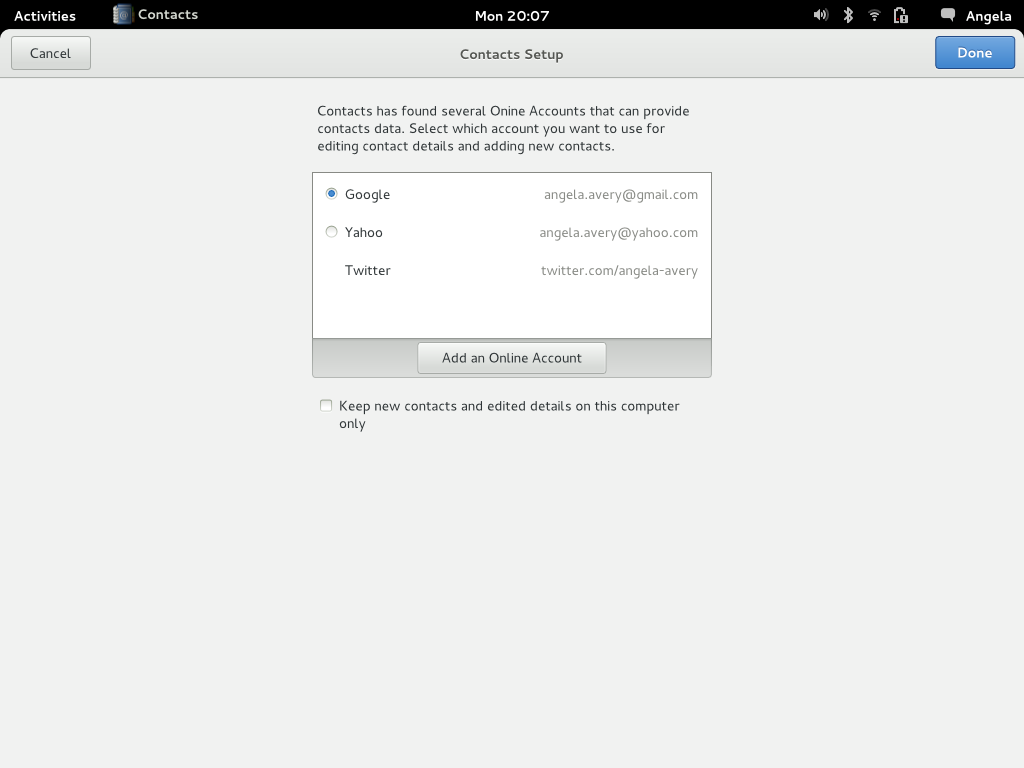 Activities Contacts Mon 20:07 Angela
Cancel Contacts Setup Done
Contacts has found several Onine Accounts that can provide
contacts data. Select which account you want to use for
editing contact details and adding new contacts.
Google angela.avery@gmail.com
Yahoo angela.avery@yahoo.com
Twitter twitter.com/angela-avery
Add an Online Account
Keep new contacts and edited details on this computer
only